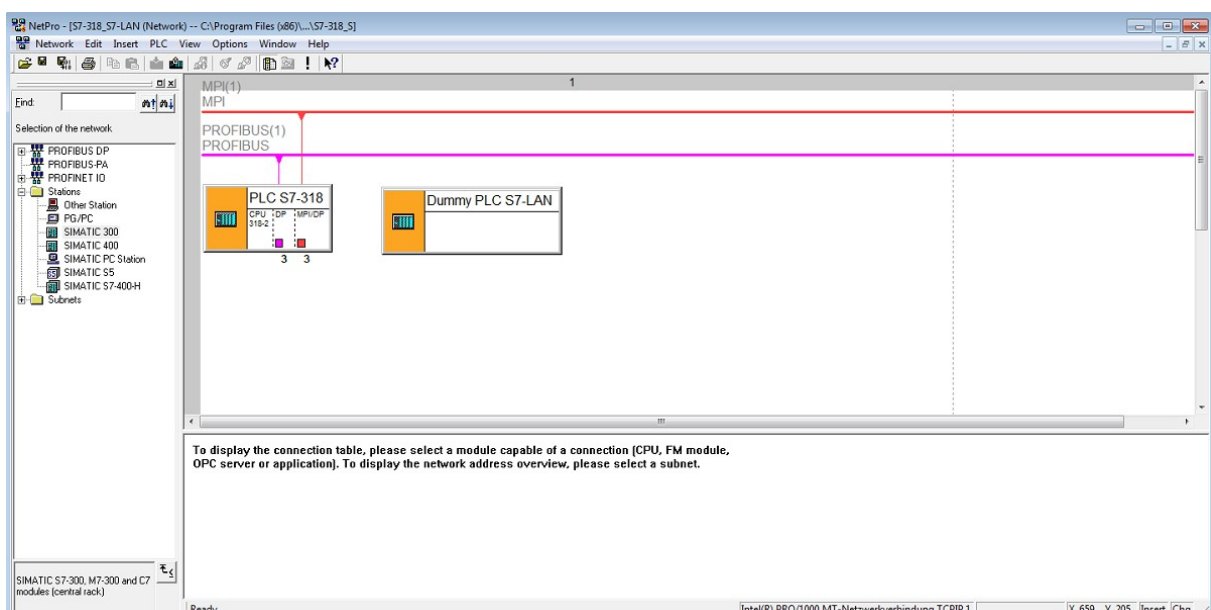 NetPro - [S7-318_S7-LAN (Network) -- C:\Program Files (x86)\...\S7-318_S]
Network Edit Insert PLC View Options Window Help
Find:
Selection of the network
PROFIBUS DP
PROFIBUS-PA
PROFINET IO
Stations
Other Station
PG/PC
SIMATIC 300
SIMATIC 400
SIMATIC PC Station
SIMATIC S5
SIMATIC S7-400-H
Subnets
SIMATIC S7-300, M7-300 and C7
modules (central rack)
1
MPI(1)
MPI
PROFIBUS(1)
PROFIBUS
PLC S7-318
CPU DP MPI/DP
318-2
3 3
Dummy PLC S7-LAN
To display the connection table, please select a module capable of a connection (CPU, FM module,
OPC server or application). To display the network address overview, please select a subnet.
Ready Intel(R) PRO/1000 MT-Netzwerkverbindung TCPIP 1 X 659 Y 205 Insert Chg